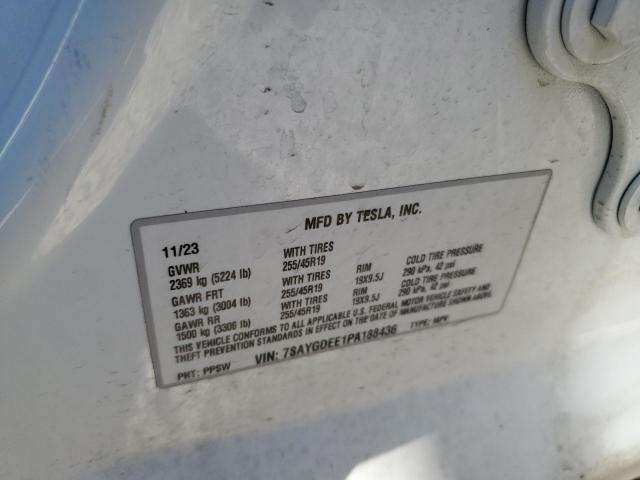 MFD BY TESLA, INC.
11/23
GVWR WITH TIRES
2369 kg (5224 lb) 255/45R19 RIM COLD TIRE PRESSURE
GAWR FRT WITH TIRES 19X9.5J 290 kPa, 42 psi
1363 kg (3004 lb) 255/45R19 RIM COLD TIRE PRESSURE
GAWR RR WITH TIRES 19X9.5J 290 kPa, 42 psi
1500 kg (3306 lb) 255/45R19
THIS VEHICLE CONFORMS TO ALL APPLICABLE U.S. FEDERAL MOTOR VEHICLE SAFETY AND
THEFT PREVENTION STANDARDS IN EFFECT ON THE DATE OF MANUFACTURE SHOWN ABOVE.
PNT: PPSW VIN: 7SAYGDEE1PA188436 TYPE: MPV